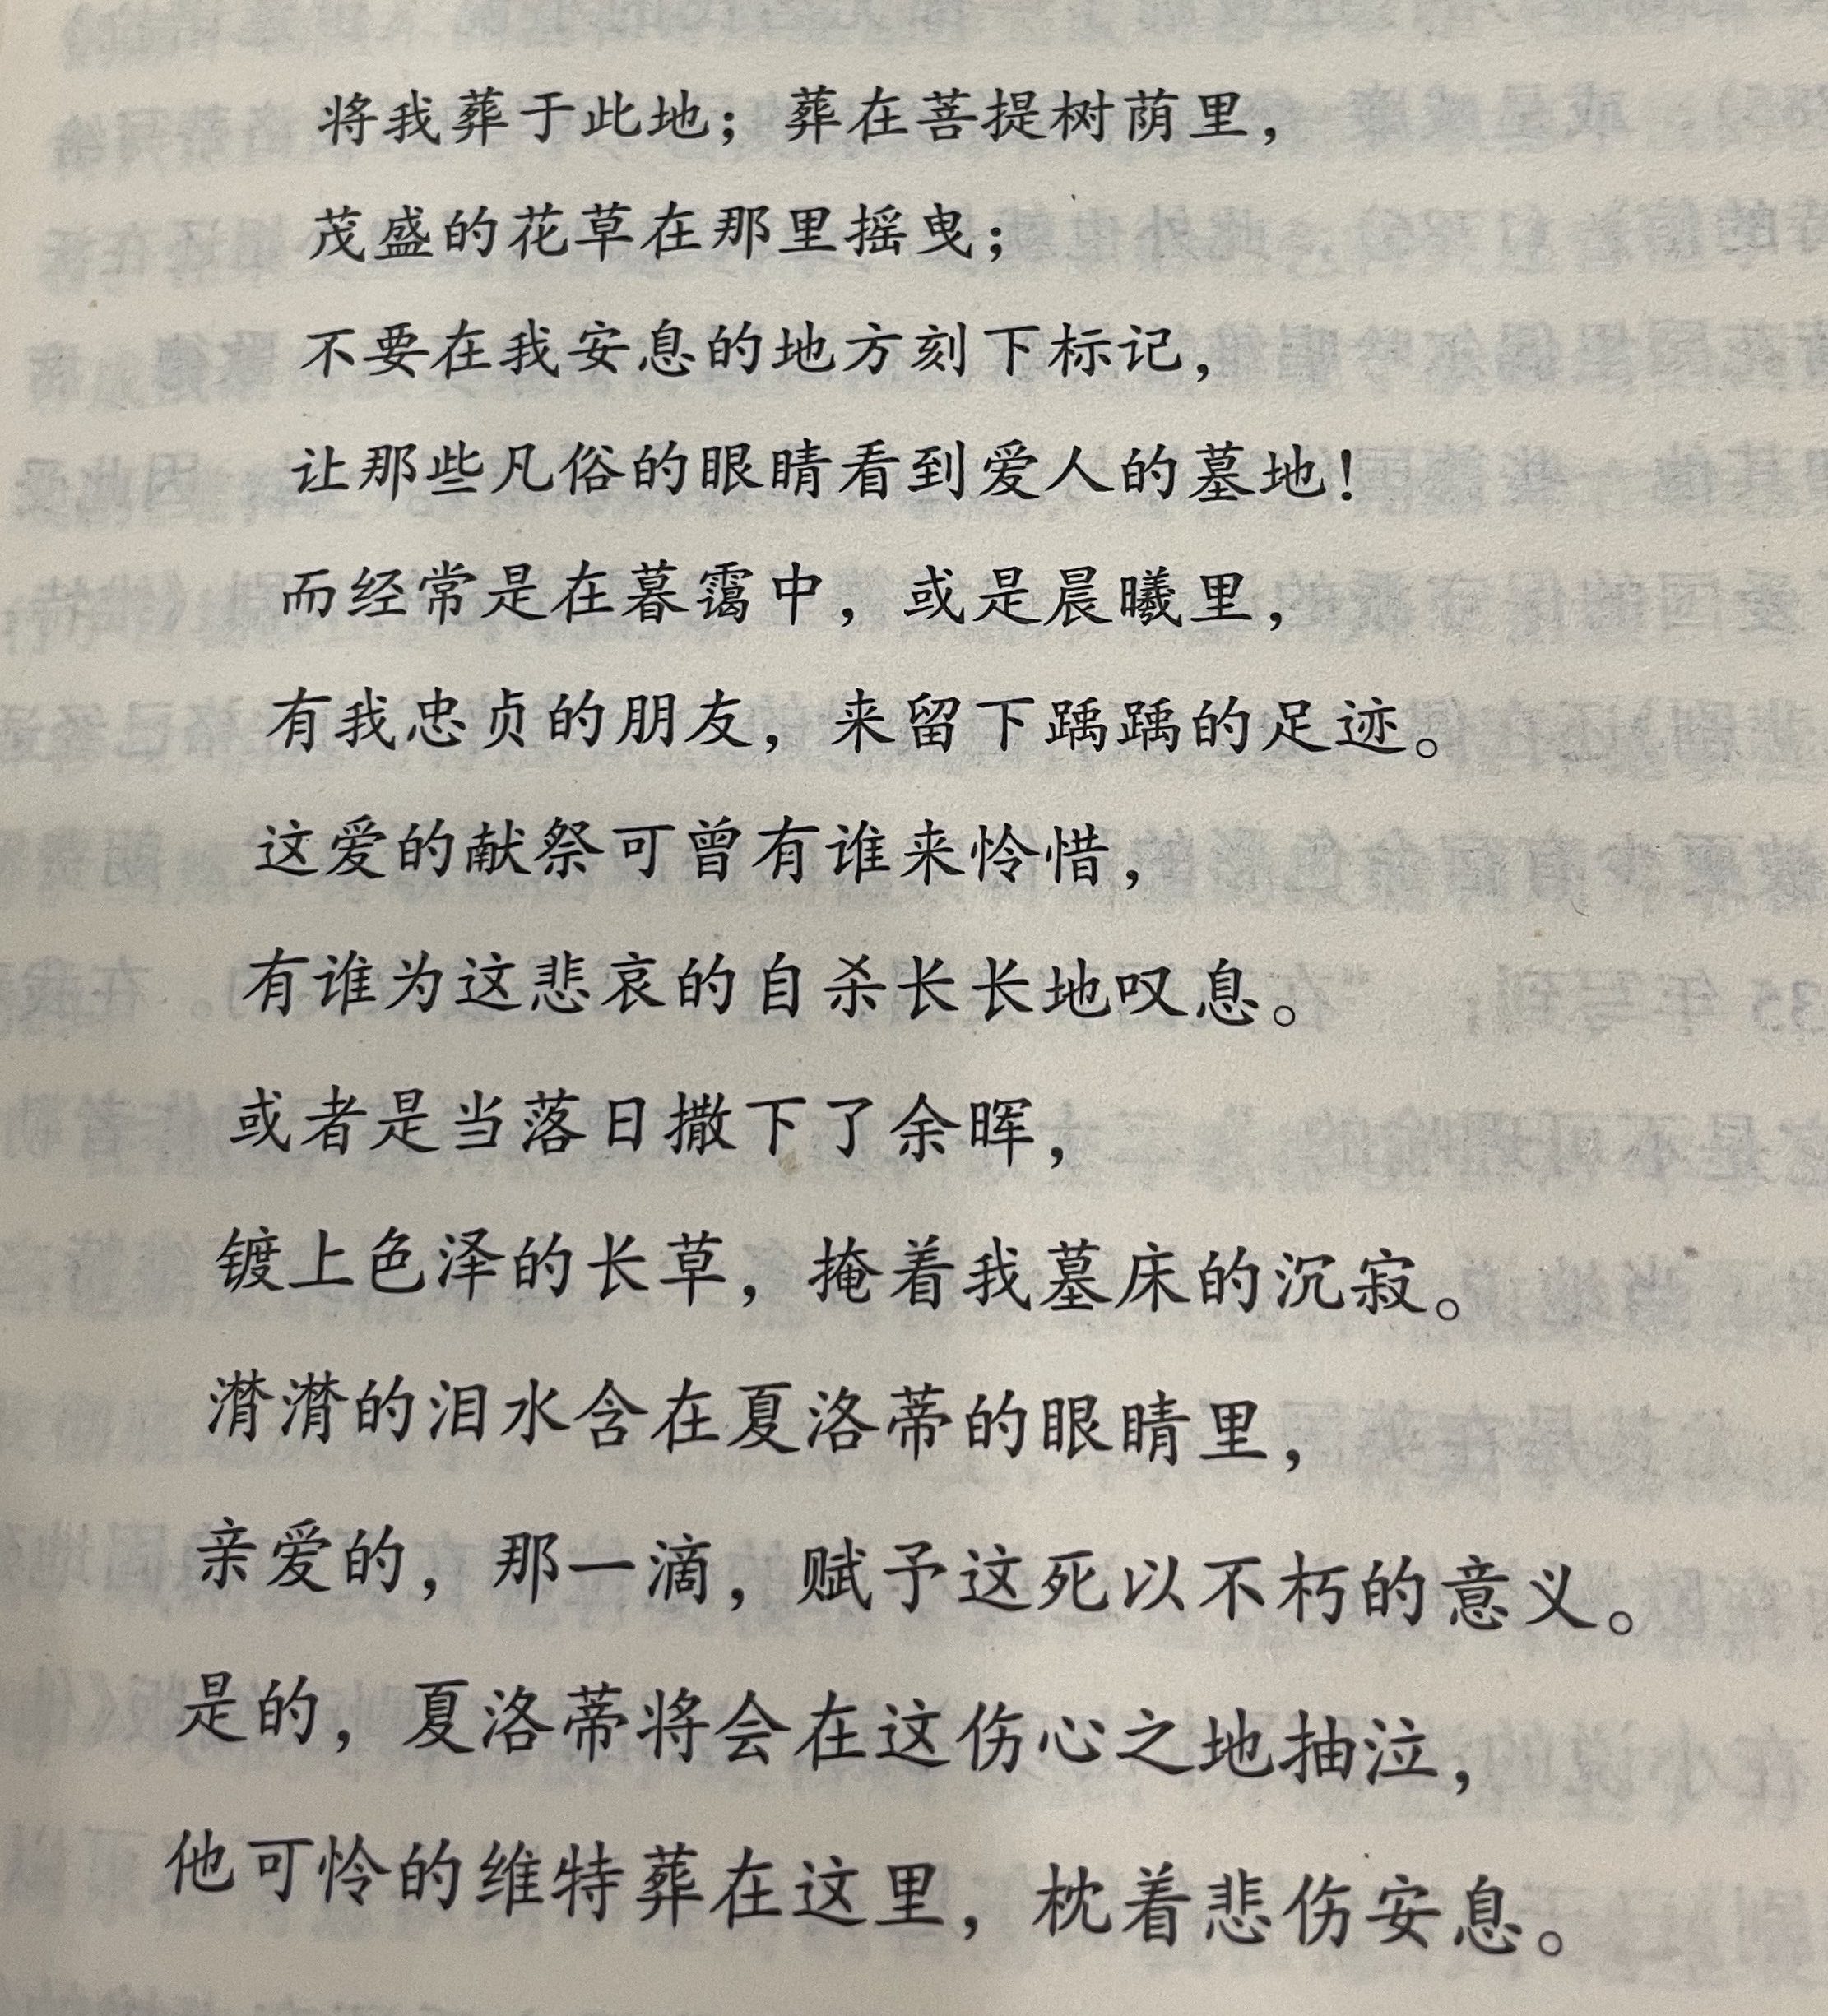 将我葬于此地；葬在菩提树荫里，
茂盛的花草在那里摇曳；
不要在我安息的地方刻下标记，
让那些凡俗的眼睛看到爱人的墓地！
而经常是在暮霭中，或是晨曦里，
有我忠贞的朋友，来留下踽踽的足迹。
这爱的献祭可曾有谁来怜惜，
有谁为这悲哀的自杀长长地叹息。
或者是当落日撒下了余晖，
镀上色泽的长草，掩着我墓床的沉寂。
潸潸的泪水含在夏洛蒂的眼睛里，
亲爱的，那一滴，赋予这死以不朽的意义。
是的，夏洛蒂将会在这伤心之地抽泣，
他可怜的维特葬在这里，枕着悲伤安息。